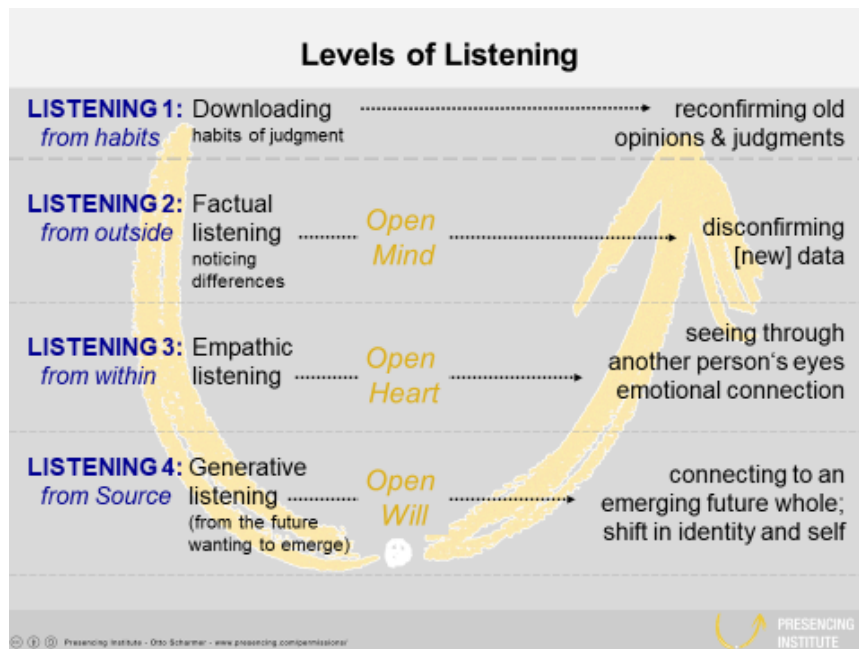 Levels of Listening
LISTENING 1: Downloading
from habits habits of judgment
reconfirming old
opinions & judgments
LISTENING 2: Factual
from outside listening
noticing
differences
Open
Mind
disconfirming
[new] data
LISTENING 3: Empathic
from within listening
Open
Heart
seeing through
another person‘s eyes
emotional connection
LISTENING 4: Generative
from Source listening
(from the future
wanting to emerge)
Open
Will
connecting to an
emerging future whole;
shift in identity and self
Presencing Institute - Otto Scharmer - www.presencing.com/permissions/
PRESENCING
INSTITUTE